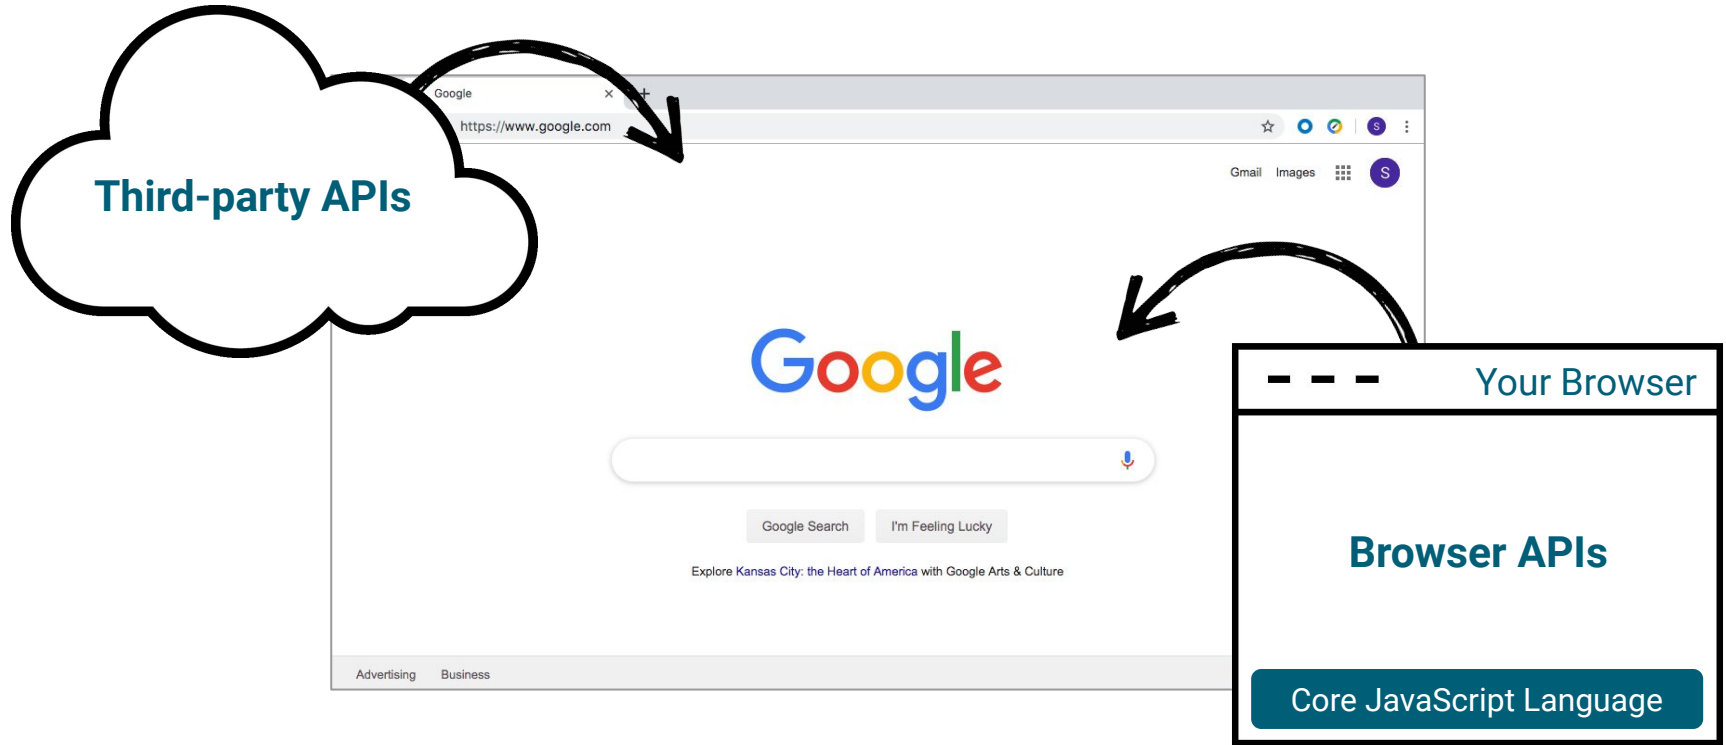 Google
https://www.google.com
S
Gmail Images S
Third-party APIs
Google
Your Browser
Google Search I'm Feeling Lucky
Browser APIs
Explore Kansas City: the Heart of America with Google Arts & Culture
Advertising Business
Core JavaScript Language